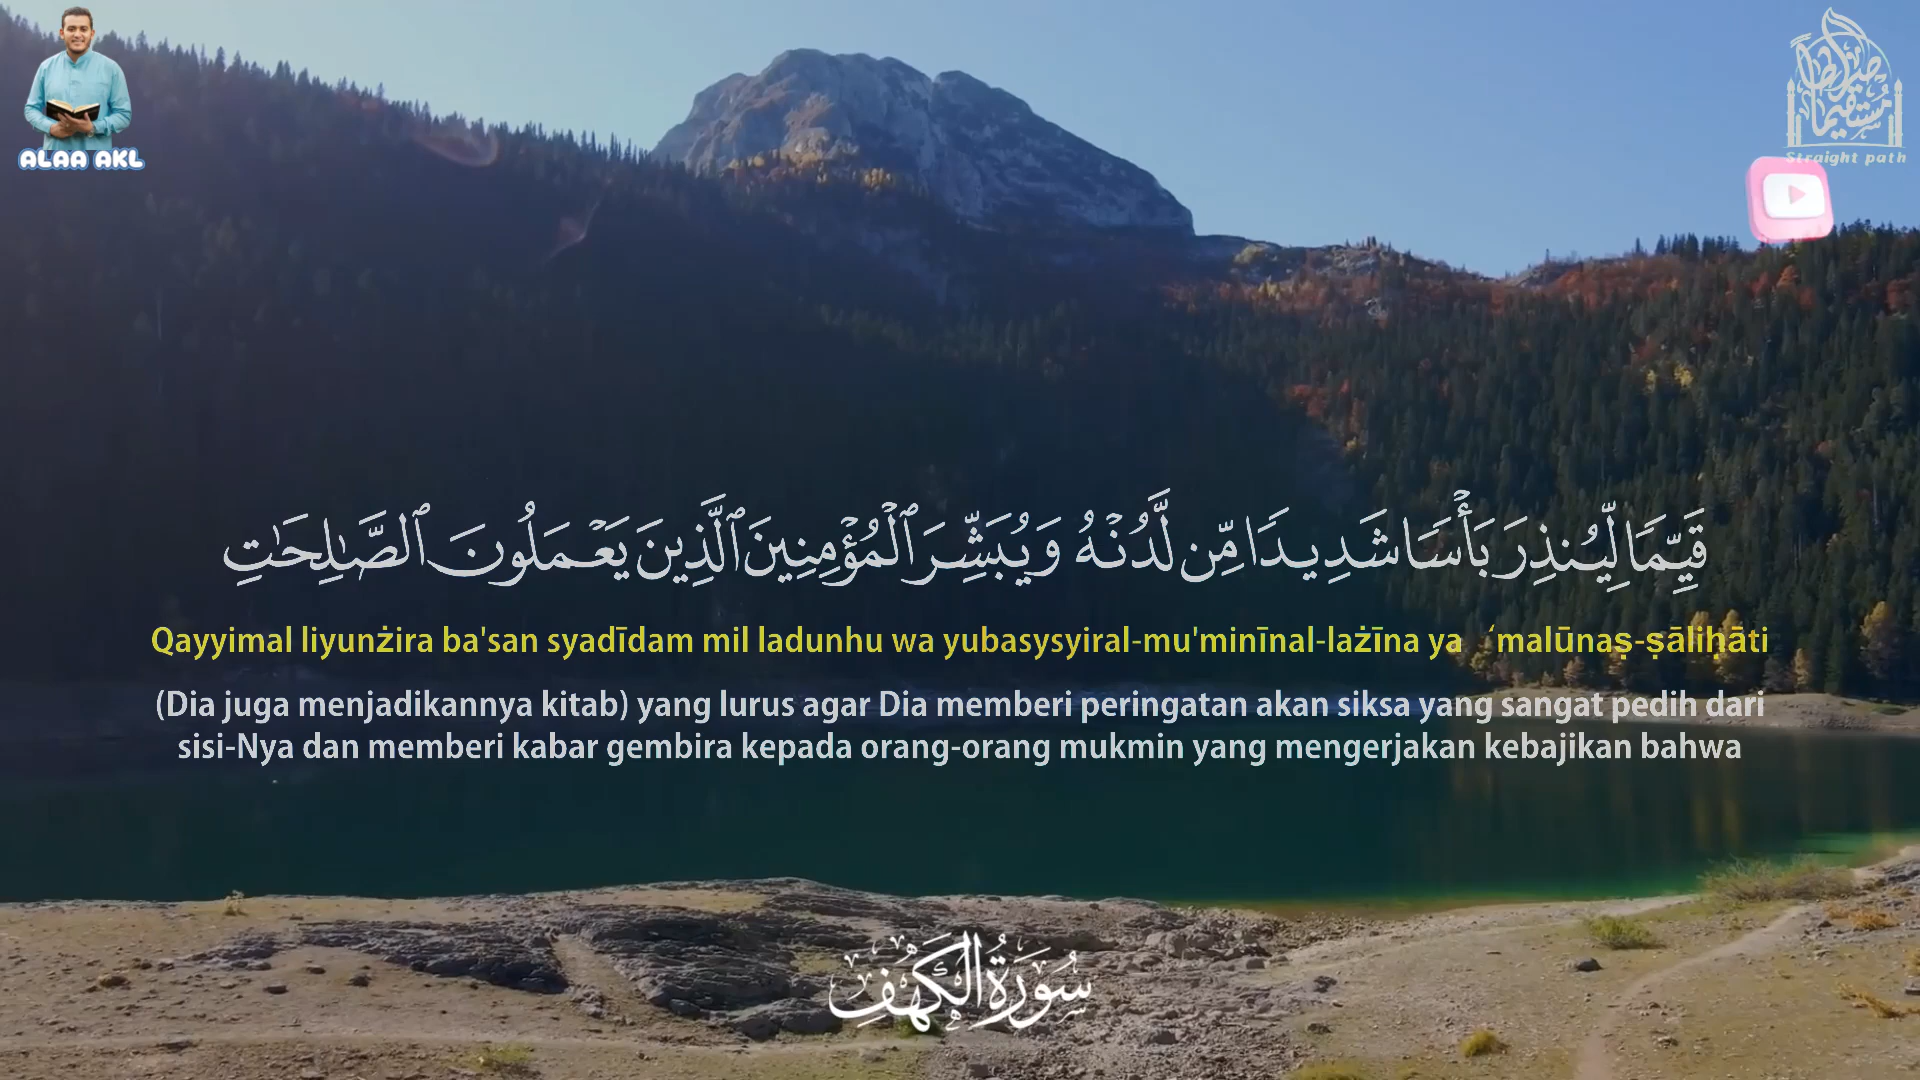 ALAA AKL
صراطا مستقيما
Straight path
قَيِّمٗا لِّيُنذِرَ بَأۡسٗا شَدِيدٗا مِّن لَّدُنۡهُ وَيُبَشِّرَ ٱلۡمُؤۡمِنِينَ ٱلَّذِينَ يَعۡمَلُونَ ٱلصَّٰلِحَٰتِ
Qayyimal liyunżira ba'san syadīdam mil ladunhu wa yubasysyiral-mu'minīnal-lażīna ya‘malūnaṣ-ṣāliḥāti
(Dia juga menjadikannya kitab) yang lurus agar Dia memberi peringatan akan siksa yang sangat pedih dari
sisi-Nya dan memberi kabar gembira kepada orang-orang mukmin yang mengerjakan kebajikan bahwa
سُورَةُ الكَهْفِ